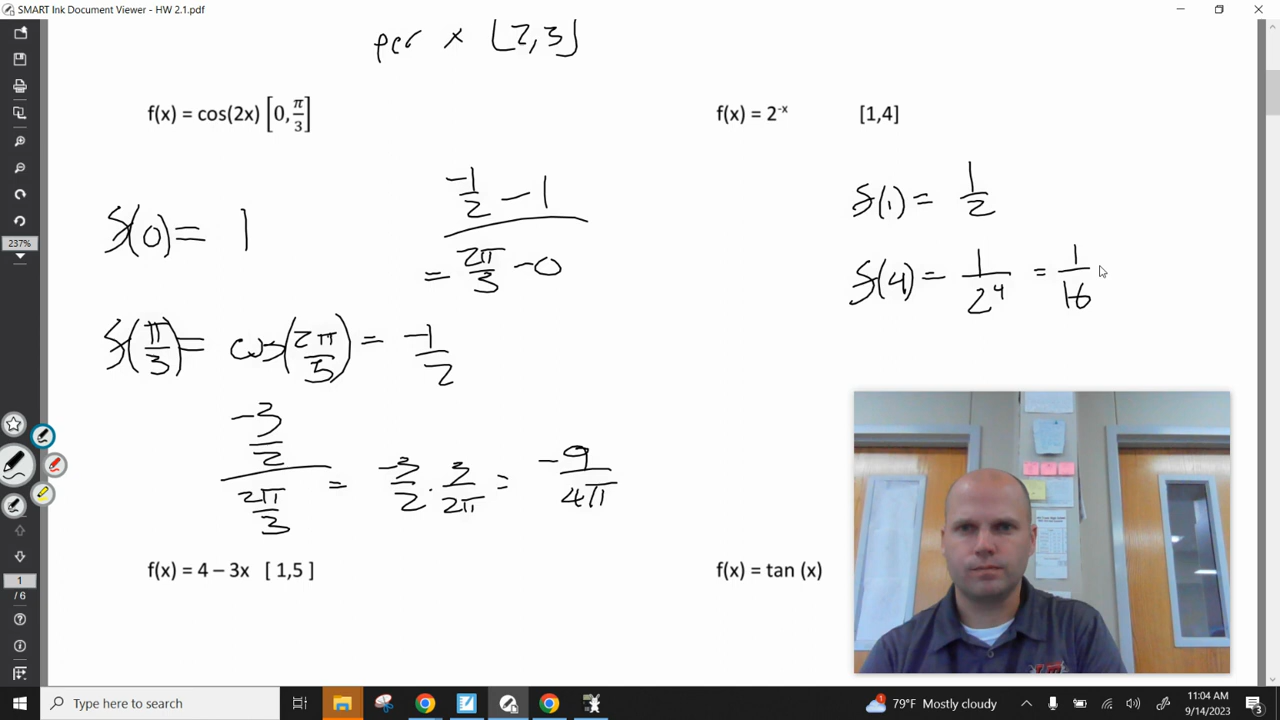 SMART Ink Document Viewer - HW 2.1.pdf
per x [2,3]
f(x) = cos(2x) [0, π/3]
f(x) = 2^-x [1,4]
f(0) = 1
(-1/2 - 1)/
= (2π/3 - 0)
f(π/3) = cos(2π/3) = -1/2
(-3/2)/(2π/3) = -3/2 · 3/2π = -9/4π
f(1) = 1/2
f(4) = 1/2^4 = 1/16
f(x) = 4 – 3x [ 1,5 ]
f(x) = tan (x)
237%
1
/ 6
Type here to search
79°F Mostly cloudy
11:04 AM
9/14/2023
3